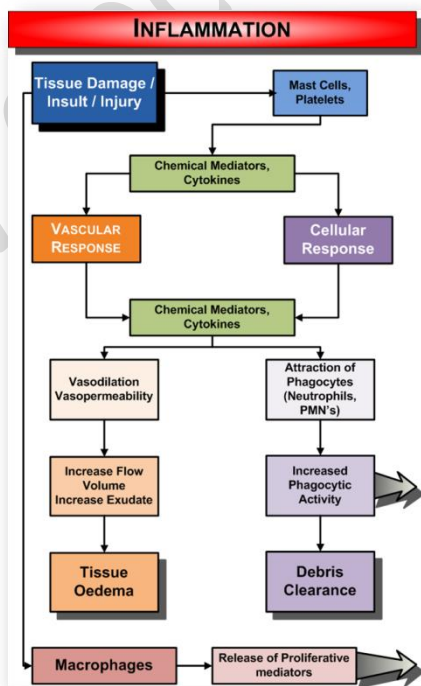 INFLAMMATION
Tissue Damage /
Insult / Injury
Mast Cells,
Platelets
Chemical Mediators,
Cytokines
VASCULAR
RESPONSE
Cellular
Response
Chemical Mediators,
Cytokines
Vasodilation
Vasopermeability
Attraction of
Phagocytes
(Neutrophils,
PMN's)
Increase Flow
Volume
Increase Exudate
Increased
Phagocytic
Activity
Tissue
Oedema
Debris
Clearance
Macrophages
Release of Proliferative
mediators